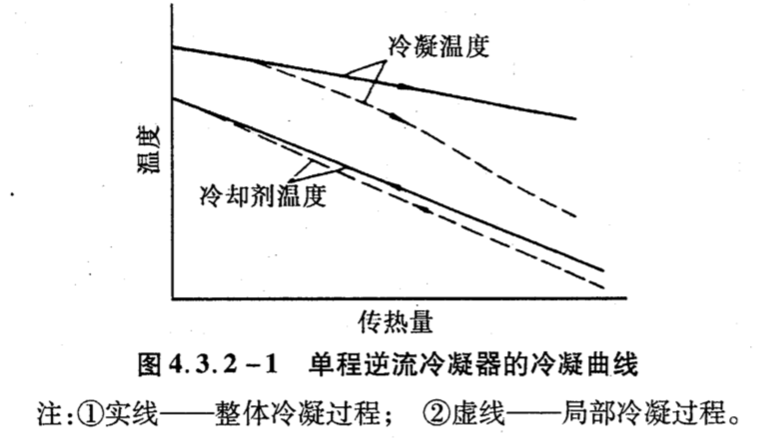 冷凝温度
温度
冷却剂温度
传热量
图4.3.2-1 单程逆流冷凝器的冷凝曲线
注:①实线——整体冷凝过程; ②虚线——局部冷凝过程。